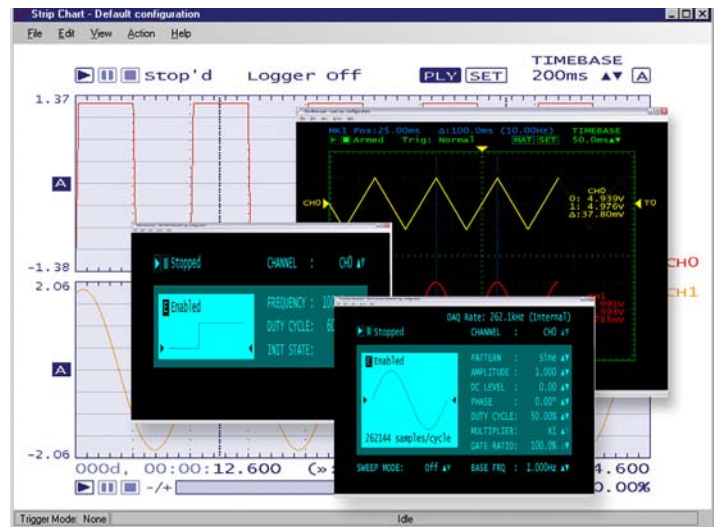 Strip Chart - Default configuration
File Edit View Action Help
Stop'd Logger Off PLY SET
TIMEBASE
200ms A
1.37
A
-1.38
2.06
A
-2.06
MK1 Pos:25.00ms Δ:100.0ms (10.00Hz) TIMEBASE
Armed Trig: Normal MAT SET 50.0ms
CH0
CH0
0: 4.939V
1: 4.976V
Δ:37.80mV
T0
CH0
CH1
Stopped CHANNEL : CH0
Enabled
FREQUENCY :
DUTY CYCLE:
INIT STATE:
DAQ Rate: 262.1kHz (Internal)
Stopped CHANNEL : CH0
Enabled
262144 samples/cycle
PATTERN : Sine
AMPLITUDE : 1.000
DC LEVEL : 0.00
PHASE : 0.00°
DUTY CYCLE: 50.00%
MULTIPLIER: X1
GATE RATIO: 100.0%
SWEEP MODE: Off BASE FRQ : 1.000Hz
000d, 00:00:12.600 4.600
-/+ 0.00%
Trigger Mode: None Idle